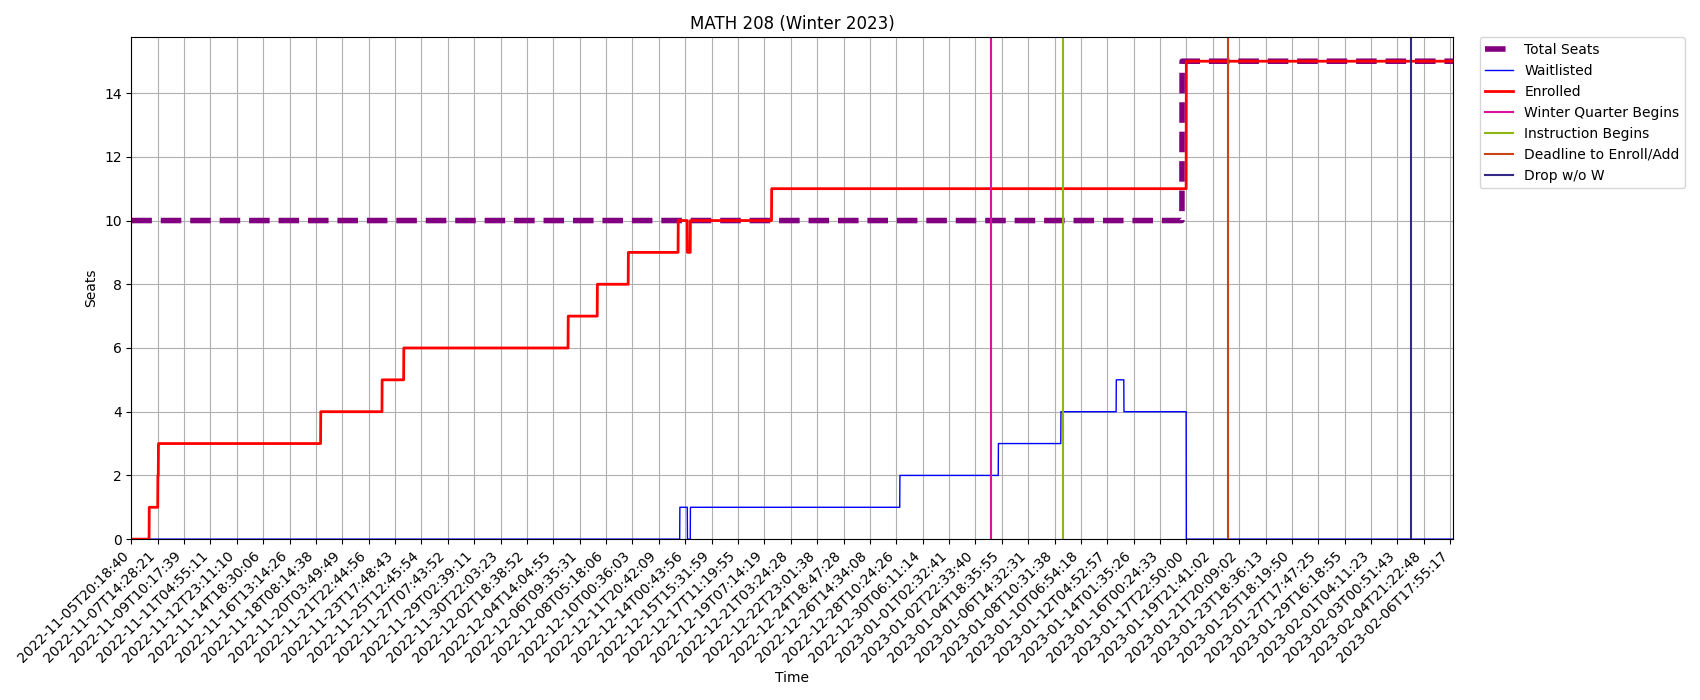 MATH 208 (Winter 2023)
Total Seats
Waitlisted
Enrolled
Winter Quarter Begins
Instruction Begins
Deadline to Enroll/Add
Drop w/o W
Seats
14
12
10
8
6
4
2
0
2022-11-05T20:18:40
2022-11-07T14:28:21
2022-11-09T10:17:39
2022-11-11T04:55:11
2022-11-12T23:11:10
2022-11-14T18:30:06
2022-11-16T13:14:26
2022-11-18T08:14:38
2022-11-20T03:49:49
2022-11-21T22:44:56
2022-11-23T17:48:43
2022-11-25T12:45:54
2022-11-27T07:43:52
2022-11-29T02:39:11
2022-11-30T22:03:23
2022-12-02T18:38:52
2022-12-04T14:04:55
2022-12-06T09:35:31
2022-12-08T05:18:06
2022-12-10T00:36:03
2022-12-11T20:42:09
2022-12-14T00:43:56
2022-12-15T15:31:59
2022-12-17T11:19:55
2022-12-19T07:14:19
2022-12-21T03:24:28
2022-12-22T23:01:38
2022-12-24T18:47:28
2022-12-26T14:34:08
2022-12-28T10:24:26
2022-12-30T06:11:14
2023-01-01T02:32:41
2023-01-02T22:33:40
2023-01-04T18:35:55
2023-01-06T14:32:31
2023-01-08T10:31:38
2023-01-10T06:54:18
2023-01-12T04:52:57
2023-01-14T01:35:26
2023-01-16T00:24:33
2023-01-17T22:50:00
2023-01-19T21:41:02
2023-01-21T20:09:02
2023-01-23T18:36:13
2023-01-25T18:19:50
2023-01-27T17:47:25
2023-01-29T16:18:55
2023-02-01T04:11:23
2023-02-03T00:51:43
2023-02-04T21:22:48
2023-02-06T17:55:17
Time